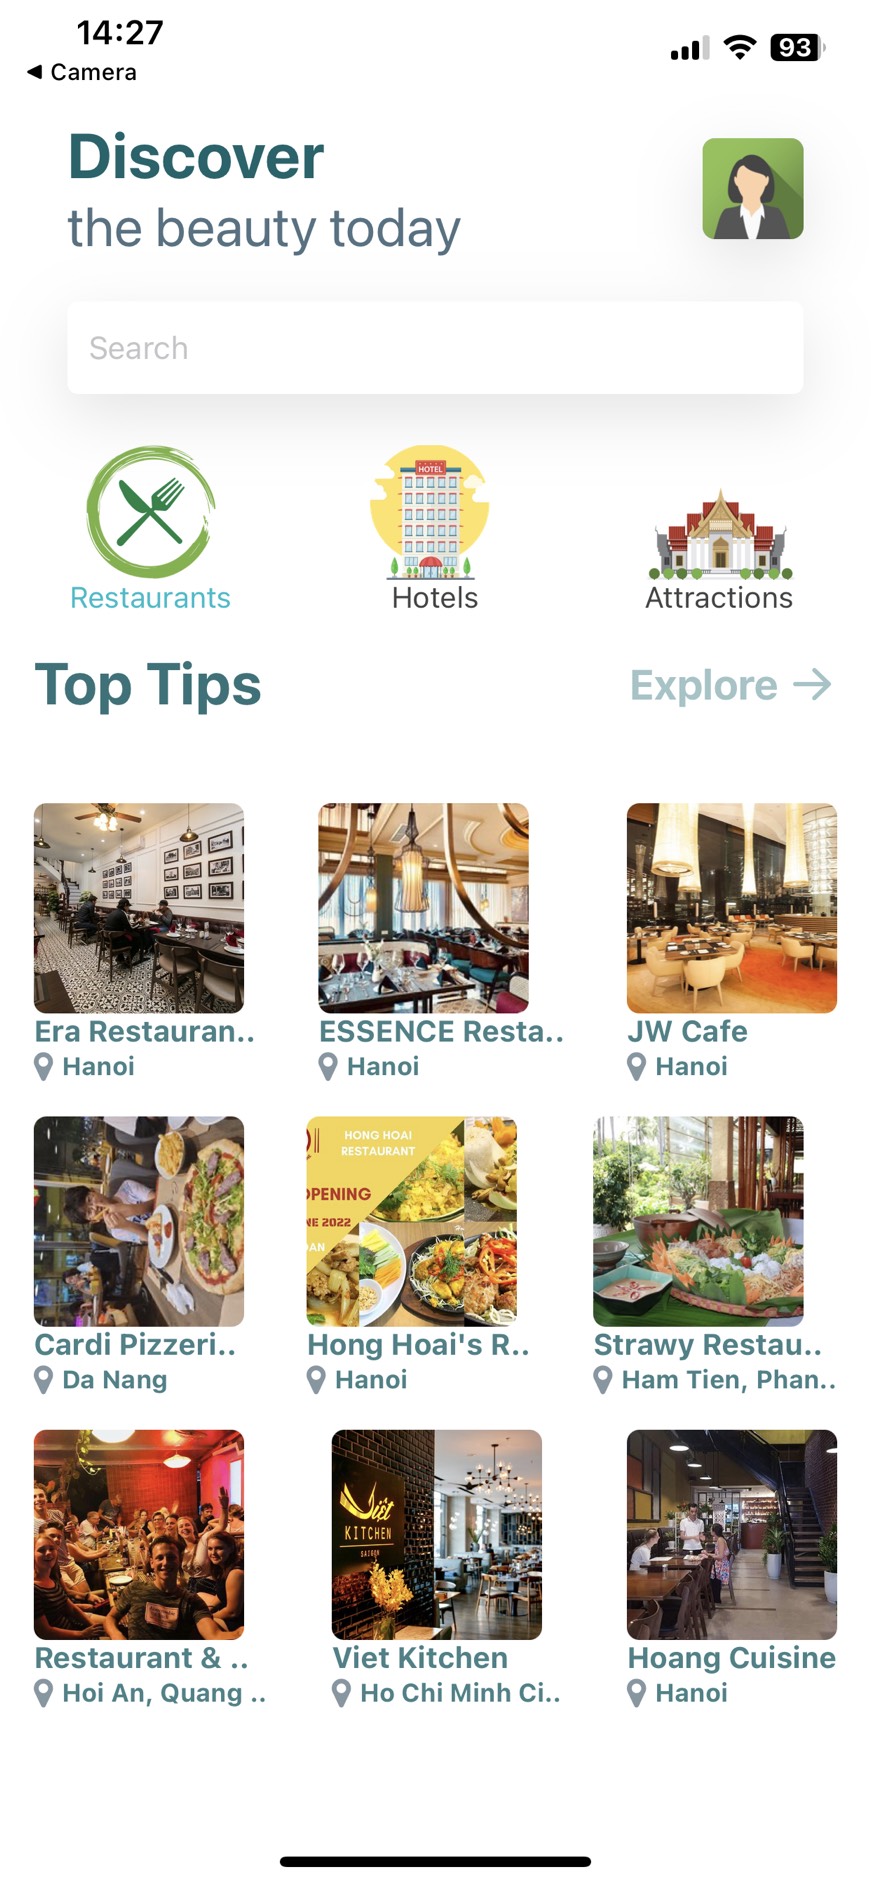 14:27
93
◀ Camera
Discover
the beauty today
Search
HOTEL
Restaurants
Hotels
Attractions
Top Tips
Explore →
Era Restauran..
ESSENCE Resta..
JW Cafe
Hanoi
Hanoi
Hanoi
HONG HOAI
RESTAURANT
OPENING
NE 2022
Cardi Pizzeri..
Hong Hoai's R..
Strawy Restau..
Da Nang
Hanoi
Ham Tien, Phan..
Việt
KITCHEN
SAIGON
Restaurant & ..
Viet Kitchen
Hoang Cuisine
Hoi An, Quang ..
Ho Chi Minh Ci..
Hanoi